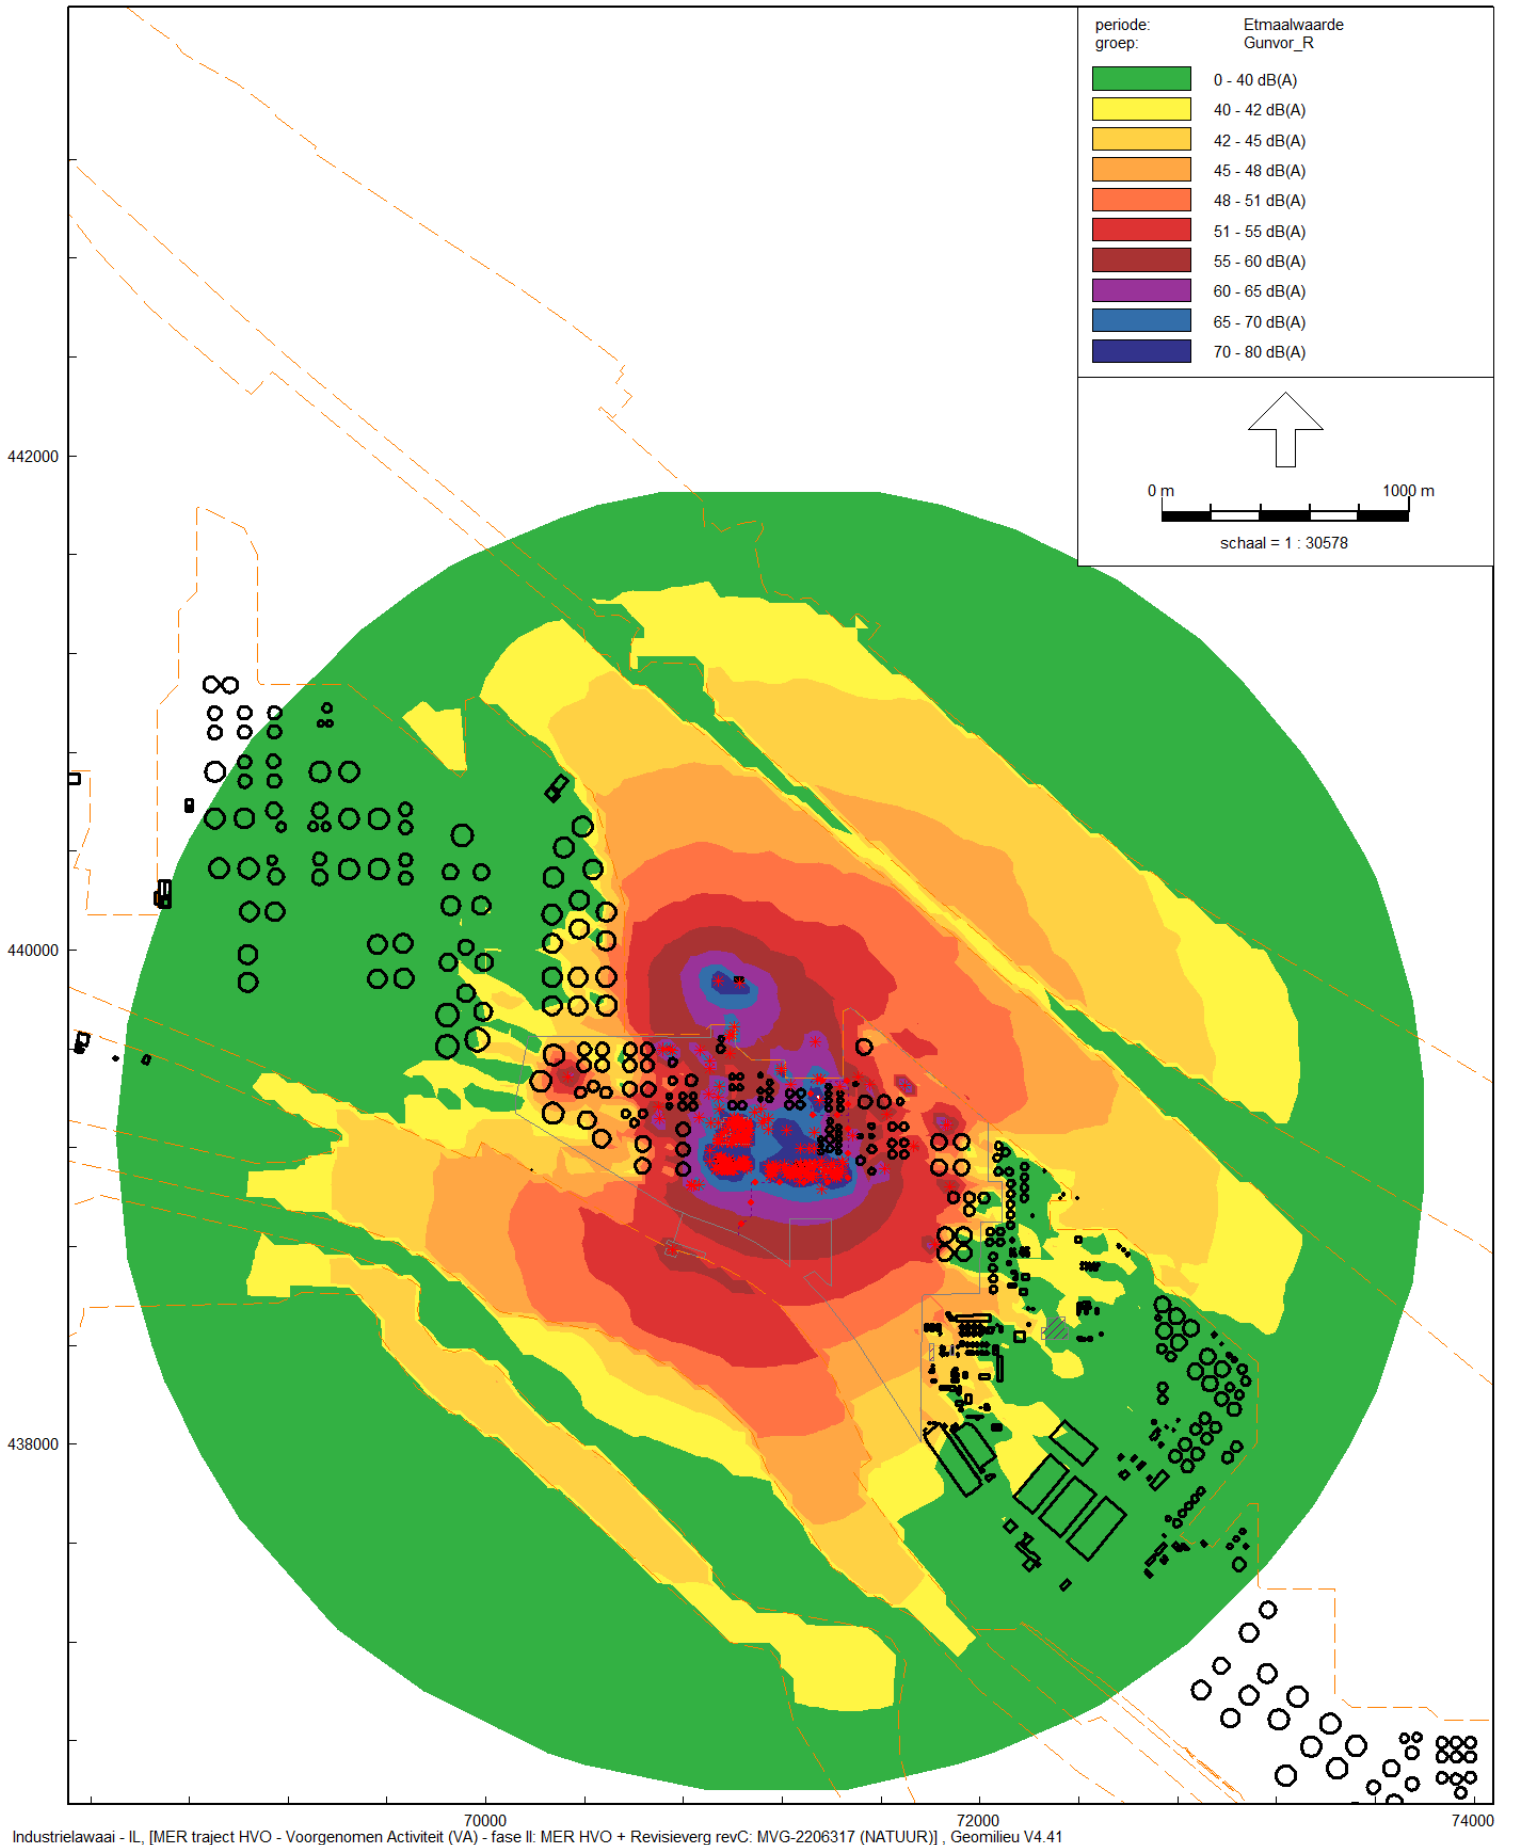 periode: Etmaalwaarde
groep: Gunvor_R
0 - 40 dB(A)
40 - 42 dB(A)
42 - 45 dB(A)
45 - 48 dB(A)
48 - 51 dB(A)
51 - 55 dB(A)
55 - 60 dB(A)
60 - 65 dB(A)
65 - 70 dB(A)
70 - 80 dB(A)
0 m 1000 m
schaal = 1 : 30578
442000
440000
438000
70000 72000 74000
Industrielawaai - IL, [MER traject HVO - Voorgenomen Activiteit (VA) - fase II: MER HVO + Revisieverg revC: MVG-2206317 (NATUUR)] , Geomilieu V4.41